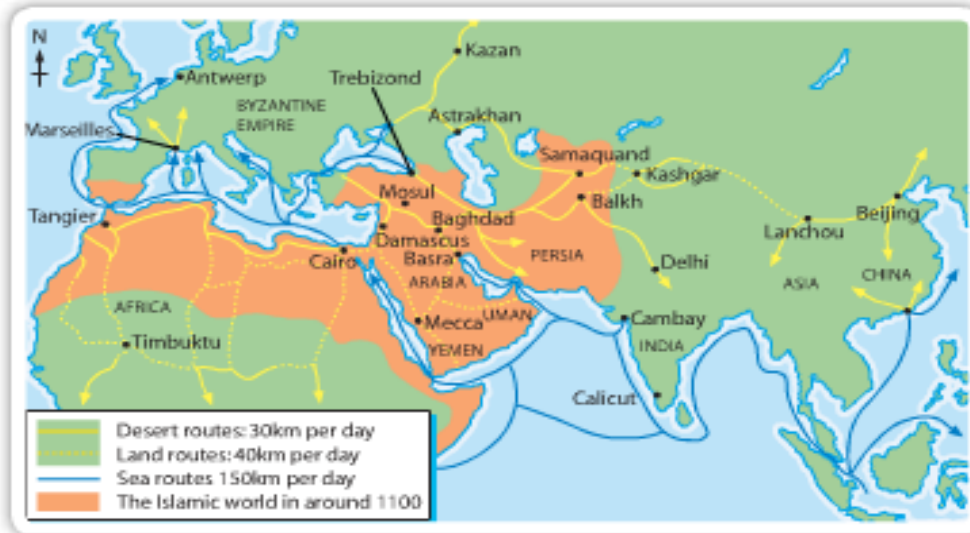 N
Kazan
Antwerp
Trebizond
BYZANTINE
EMPIRE
Astrakhan
Marseilles
Samaquand
Kashgar
Mosul
Balkh
Tangier
Baghdad
Beijing
Lanchou
Damascus
Cairo
Basra
PERSIA
Delhi
ARABIA
ASIA
CHINA
AFRICA
UMAN
Mecca
Cambay
Timbuktu
YEMEN
INDIA
Calicut
Desert routes: 30km per day
Land routes: 40km per day
Sea routes 150km per day
The Islamic world in around 1100